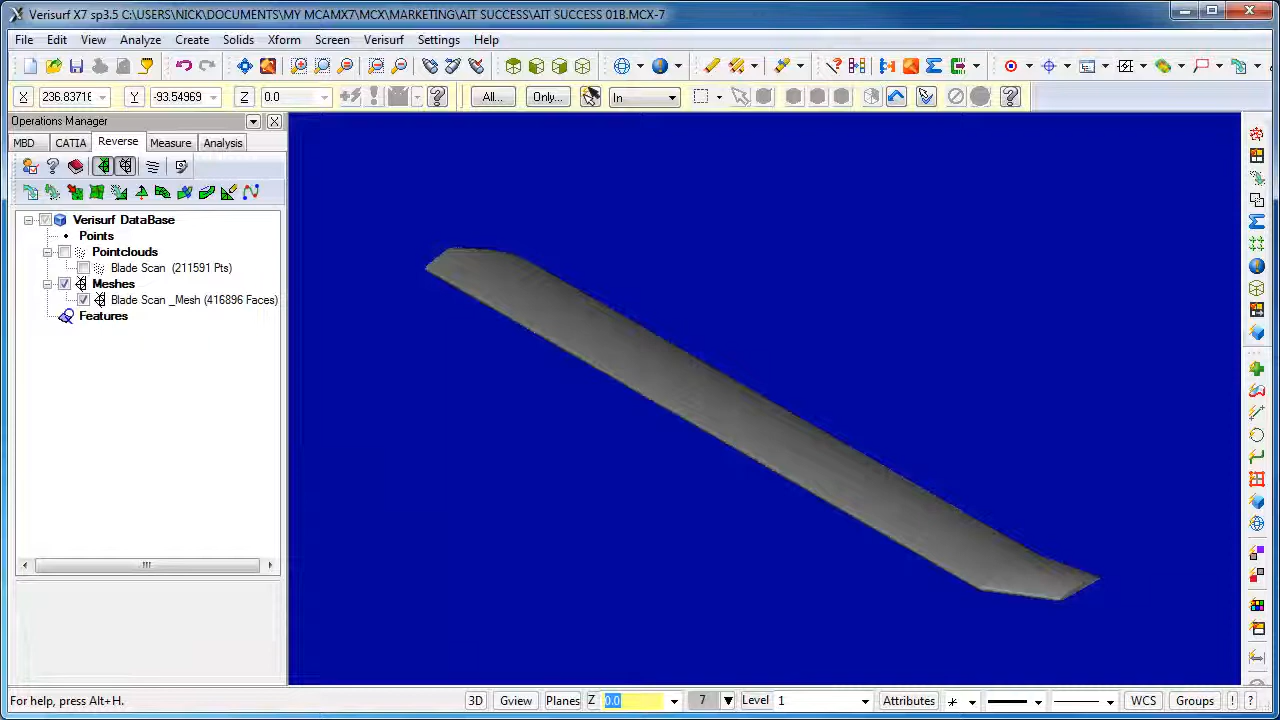 Verisurf X7 sp3.5 C:\USERS\NICK\DOCUMENTS\MY MCAMX7\MCX\MARKETING\AIT SUCCESS\AIT SUCCESS 01B.MCX-7
File Edit View Analyze Create Solids Xform Screen Verisurf Settings Help
X 236.83716 Y -93.54969 Z 0.0 All... Only... In
Operations Manager
MBD CATIA Reverse Measure Analysis
Verisurf DataBase
Points
Pointclouds
Blade Scan (211591 Pts)
Meshes
Blade Scan _Mesh (416896 Faces)
Features
For help, press Alt+H. 3D Gview Planes Z 0.0 7 Level 1 Attributes WCS Groups ! ?